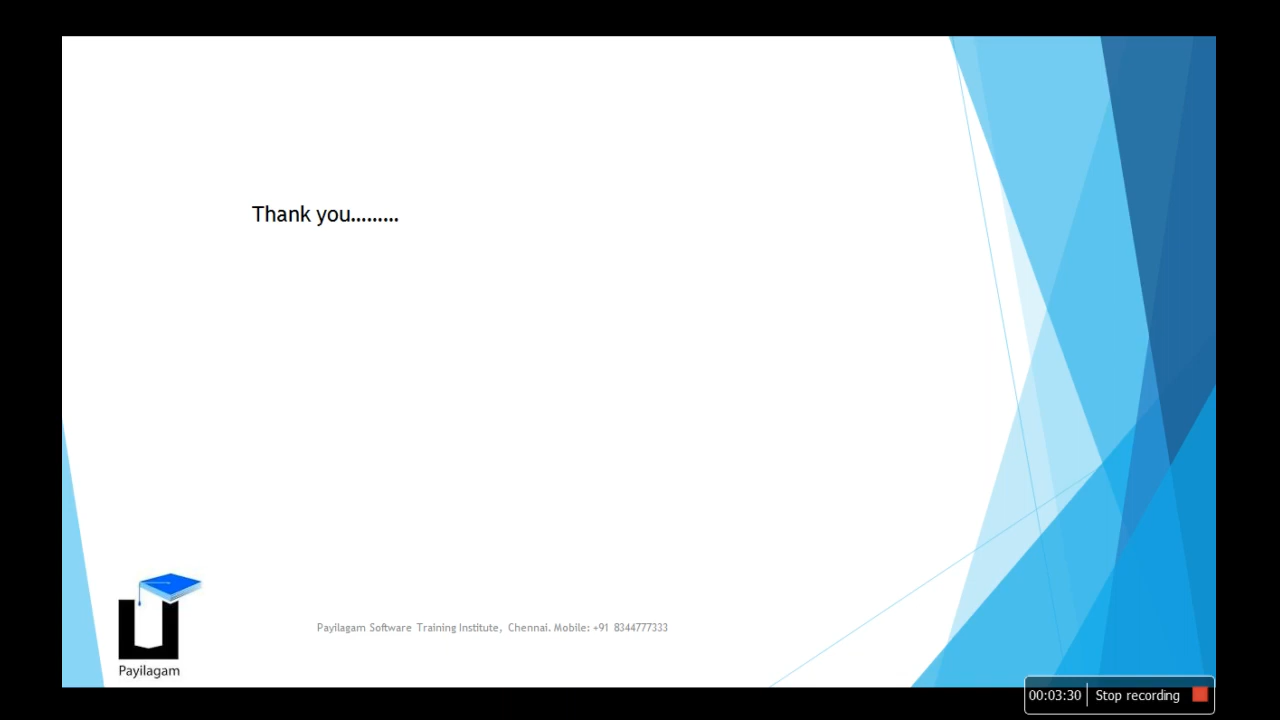 Thank you.........
Payilagam Software Training Institute, Chennai. Mobile: +91 8344777333
Payilagam
00:03:30 Stop recording